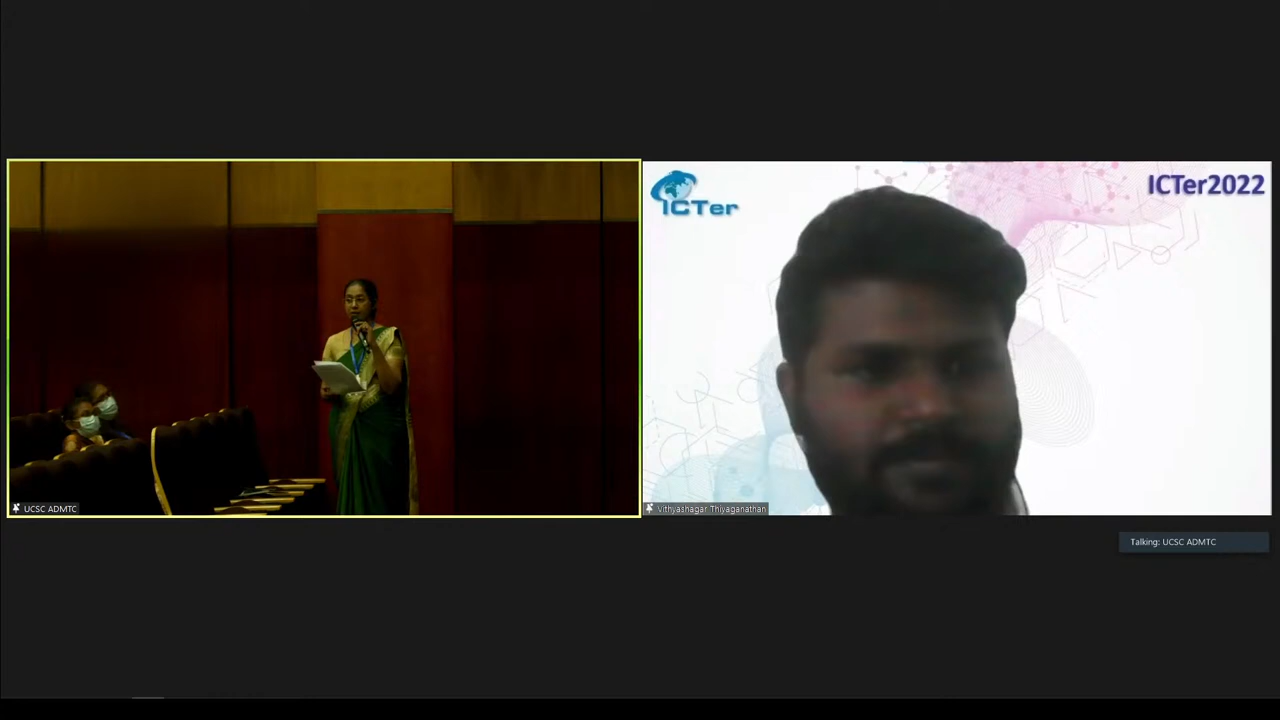 ICTer
ICTer2022
UCSC ADMTC
Vithyashagar Thiyaganathan
Talking: UCSC ADMTC